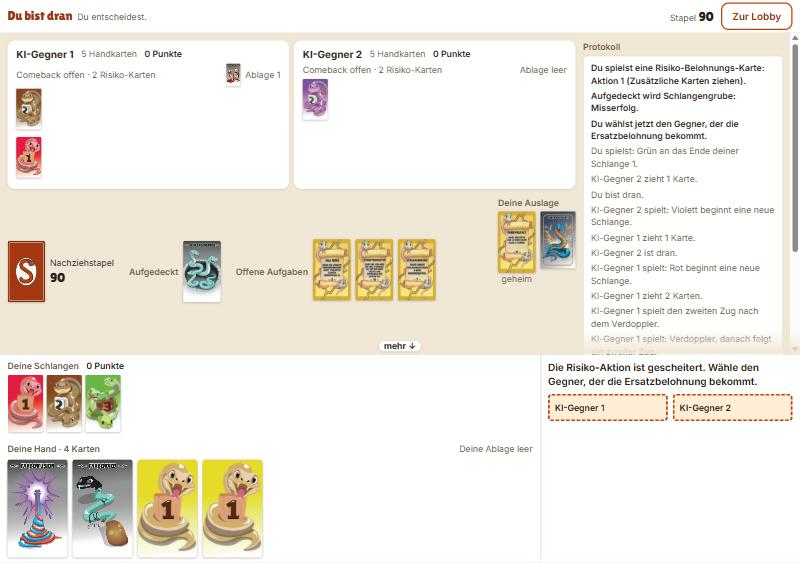 Du bist dran Du entscheidest.
Stapel 90
Zur Lobby
KI-Gegner 1 5 Handkarten 0 Punkte
Comeback offen · 2 Risiko-Karten
Ablage 1
2
1
KI-Gegner 2 5 Handkarten 0 Punkte
Comeback offen · 2 Risiko-Karten
Ablage leer
2
Protokoll
Du spielst eine Risiko-Belohnungs-Karte:
Aktion 1 (Zusätzliche Karten ziehen).
Aufgedeckt wird Schlangengrube:
Misserfolg.
Du wählst jetzt den Gegner, der die
Ersatzbelohnung bekommt.
Du spielst: Grün an das Ende deiner
Schlange 1.
KI-Gegner 2 zieht 1 Karte.
Du bist dran.
KI-Gegner 2 spielt: Violett beginnt eine neue
Schlange.
KI-Gegner 1 zieht 1 Karte.
KI-Gegner 2 ist dran.
KI-Gegner 1 spielt: Rot beginnt eine neue
Schlange.
KI-Gegner 1 zieht 2 Karten.
KI-Gegner 1 spielt den zweiten Zug nach
dem Verdoppler.
KI-Gegner 1 spielt: Verdoppler, danach folgt
S
Nachziehstapel
90
Aufgedeckt
Offene Aufgaben
Deine Auslage
geheim
mehr ↓
Deine Schlangen 0 Punkte
1
2
3
Deine Hand · 4 Karten
Deine Ablage leer
1
1
Die Risiko-Aktion ist gescheitert. Wähle den
Gegner, der die Ersatzbelohnung bekommt.
KI-Gegner 1
KI-Gegner 2